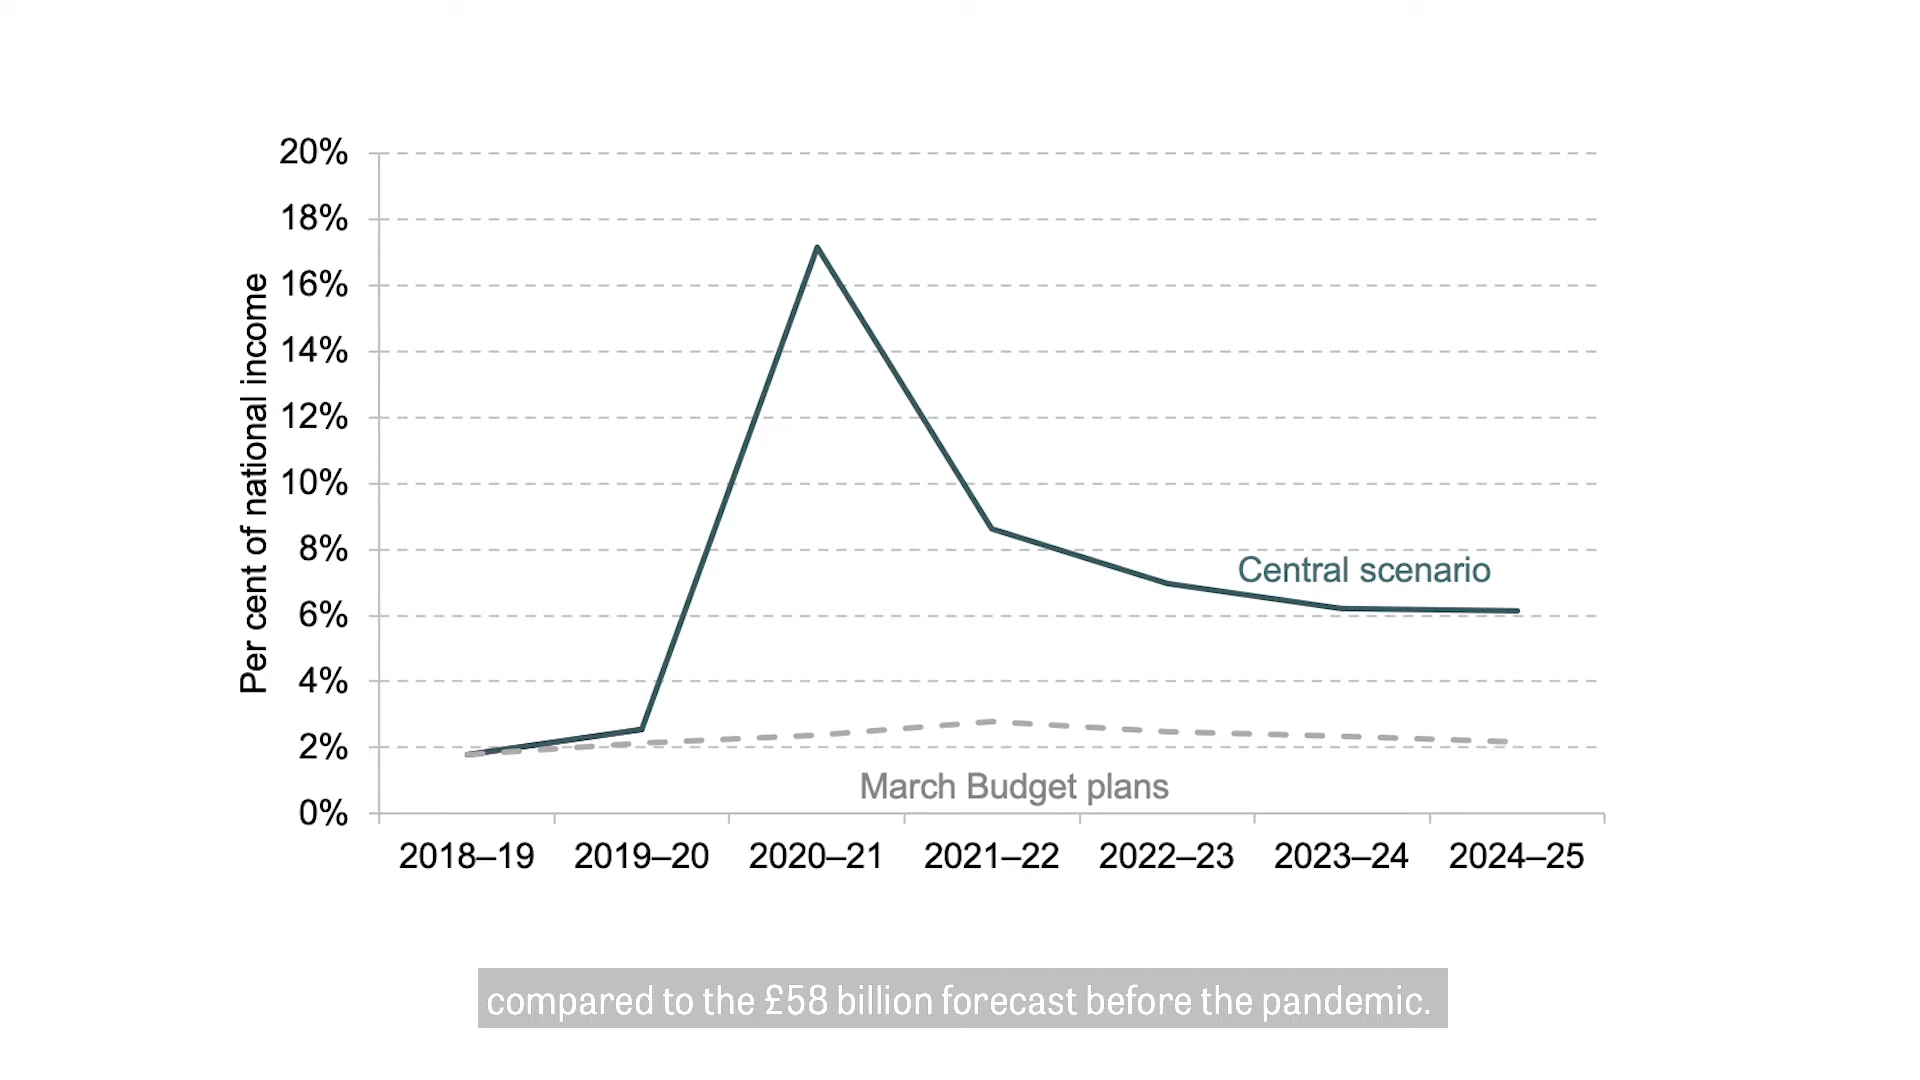 Per cent of national income
20%
18%
16%
14%
12%
10%
8%
6%
4%
2%
0%
Central scenario
March Budget plans
2018–19 2019–20 2020–21 2021–22 2022–23 2023–24 2024–25
compared to the £58 billion forecast before the pandemic.